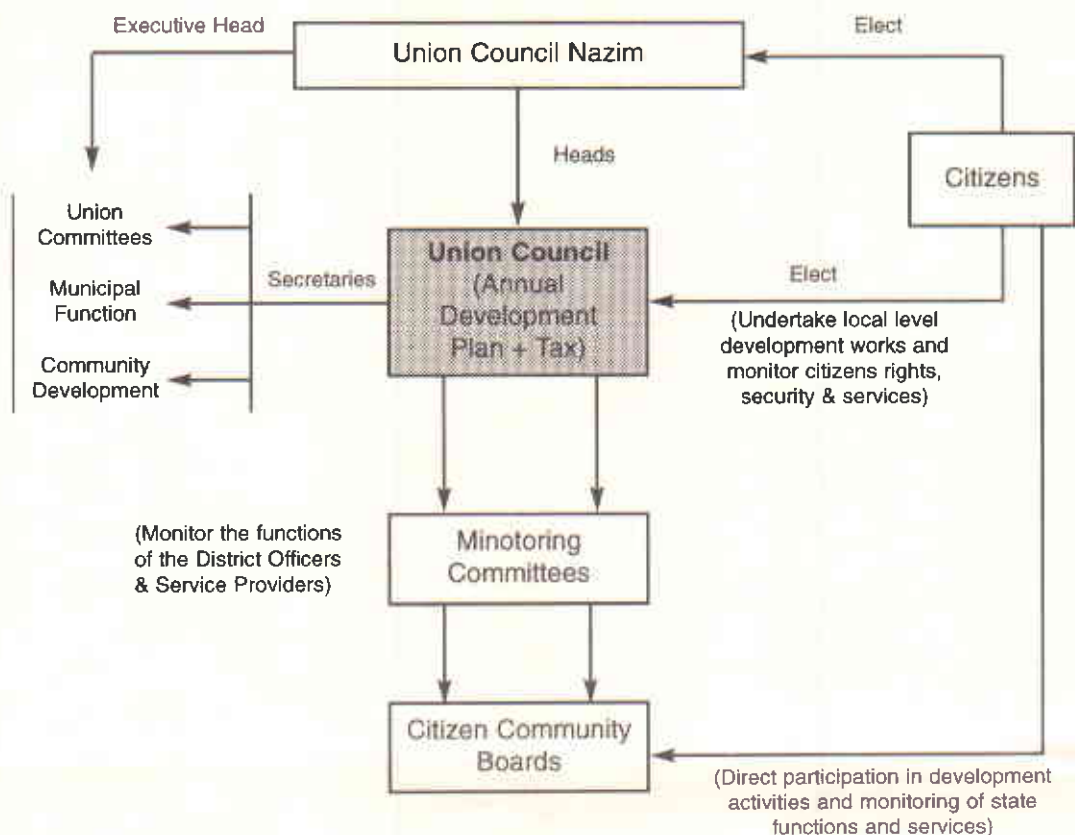 Executive Head
Union Council Nazim
Elect
Heads
Citizens
Union
Committees
Municipal
Function
Community
Development
Secretaries
Union Council
(Annual
Development
Plan + Tax)
Elect
(Undertake local level
development works and
monitor citizens rights,
security & services)
(Monitor the functions
of the District Officers
& Service Providers)
Minotoring
Committees
Citizen Community
Boards
(Direct participation in development
activities and monitoring of state
functions and services)